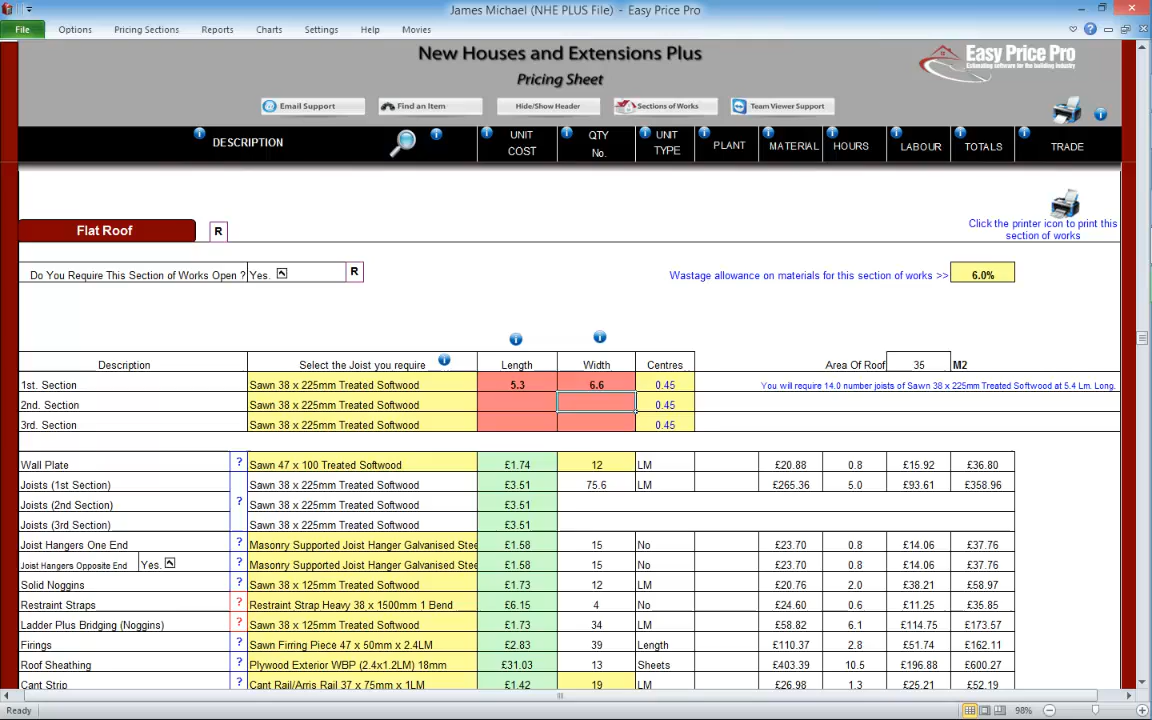 James Michael (NHE PLUS File) - Easy Price Pro
File Options Pricing Sections Reports Charts Settings Help Movies
New Houses and Extensions Plus
Pricing Sheet
Easy Price Pro
Estimating software for the building industry
Email Support Find an Item Hide/Show Header Sections of Works Team Viewer Support
DESCRIPTION UNIT COST QTY No. UNIT TYPE PLANT MATERIAL HOURS LABOUR TOTALS TRADE
Flat Roof R
Click the printer icon to print this
section of works
Do You Require This Section of Works Open ? Yes. R Wastage allowance on materials for this section of works >> 6.0%
Description Select the Joist you require Length Width Centres Area Of Roof 35 M2
1st. Section Sawn 38 x 225mm Treated Softwood 5.3 6.6 0.45 You will require 14.0 number joists of Sawn 38 x 225mm Treated Softwood at 5.4 Lm. Long.
2nd. Section Sawn 38 x 225mm Treated Softwood 0.45
3rd. Section Sawn 38 x 225mm Treated Softwood 0.45
Wall Plate ? Sawn 47 x 100 Treated Softwood £1.74 12 LM £20.88 0.8 £15.92 £36.80
Joists (1st Section) Sawn 38 x 225mm Treated Softwood £3.51 75.6 LM £265.36 5.0 £93.61 £358.96
Joists (2nd Section) ? Sawn 38 x 225mm Treated Softwood £3.51
Joists (3rd Section) Sawn 38 x 225mm Treated Softwood £3.51
Joist Hangers One End ? Masonry Supported Joist Hanger Galvanised Stee £1.58 15 No £23.70 0.8 £14.06 £37.76
Joist Hangers Opposite End Yes. ? Masonry Supported Joist Hanger Galvanised Stee £1.58 15 No £23.70 0.8 £14.06 £37.76
Solid Noggins ? Sawn 38 x 125mm Treated Softwood £1.73 12 LM £20.76 2.0 £38.21 £58.97
Restraint Straps ? Restraint Strap Heavy 38 x 1500mm 1 Bend £6.15 4 No £24.60 0.6 £11.25 £35.85
Ladder Plus Bridging (Noggins) ? Sawn 38 x 125mm Treated Softwood £1.73 34 LM £58.82 6.1 £114.75 £173.57
Firings ? Sawn Firring Piece 47 x 50mm x 2.4LM £2.83 39 Length £110.37 2.8 £51.74 £162.11
Roof Sheathing ? Plywood Exterior WBP (2.4x1.2LM) 18mm £31.03 13 Sheets £403.39 10.5 £196.88 £600.27
Cant Strip ? Cant Rail/Arris Rail 37 x 75mm x 1LM £1.42 19 LM £26.98 1.3 £25.21 £52.19
Ready 98%